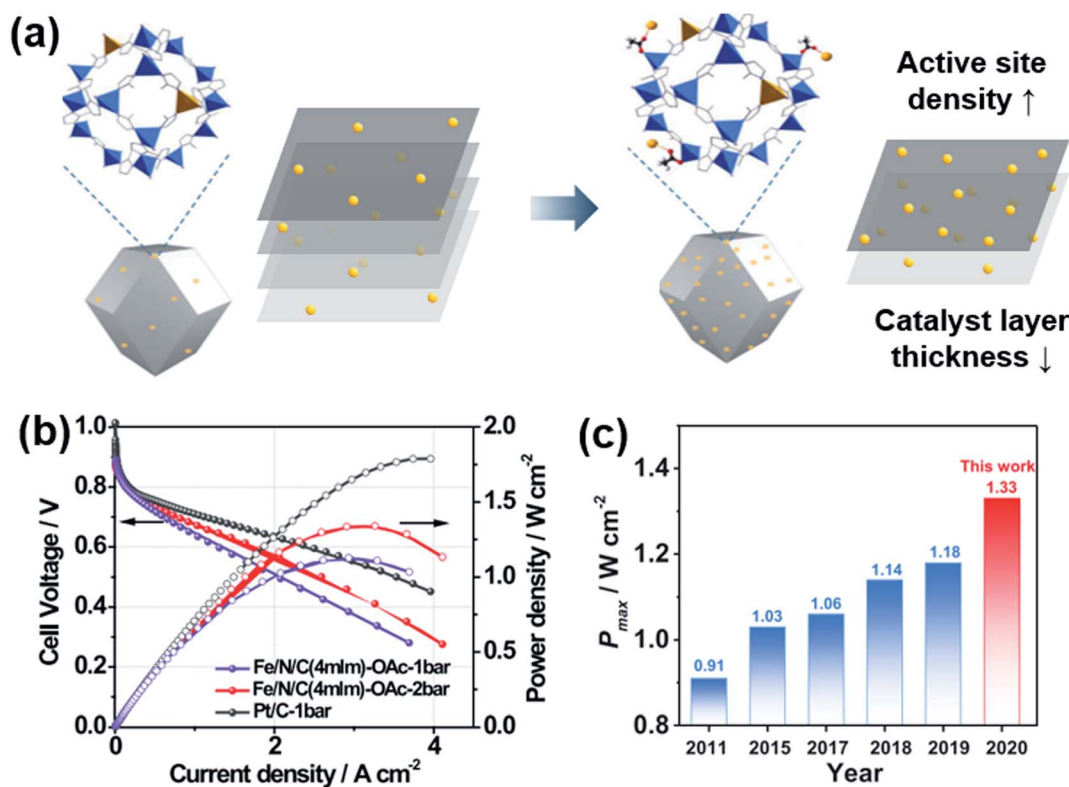 (a)
Active site
density ↑
Catalyst layer
thickness ↓
(b)
Cell Voltage / V
1.0
0.8
0.6
0.4
0.2
0.0
2.0
1.5
1.0
0.5
0.0
Power density / W cm⁻²
Fe/N/C(4mIm)-OAc-1bar
Fe/N/C(4mIm)-OAc-2bar
Pt/C-1bar
0
2
4
Current density / A cm⁻²
(c)
P max / W cm⁻²
1.4
1.2
1.0
0.8
0.91
1.03
1.06
1.14
1.18
This work
1.33
2011 2015 2017 2018 2019 2020
Year